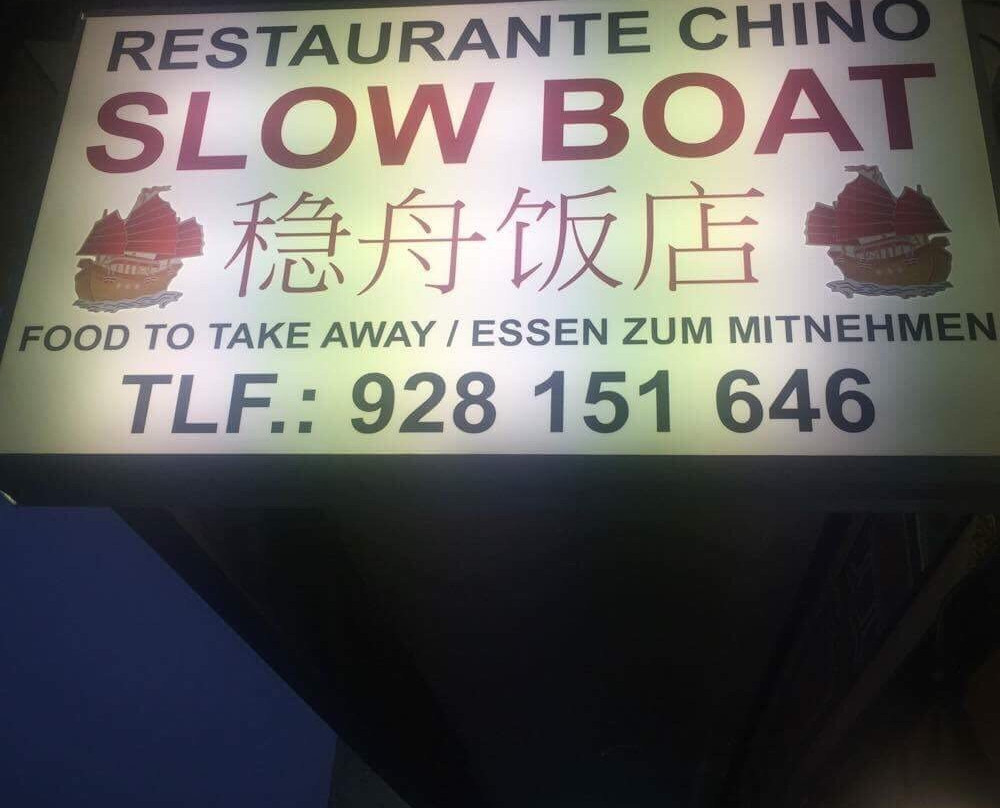 RESTAURANTE CHINO
SLOW BOAT
稳舟饭店
FOOD TO TAKE AWAY / ESSEN ZUM MITNEHMEN
TLF.: 928 151 646